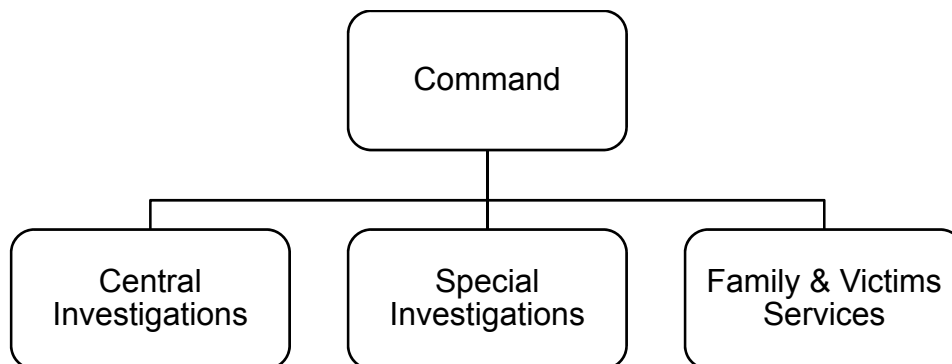 Command
Central
Investigations
Special
Investigations
Family & Victims
Services